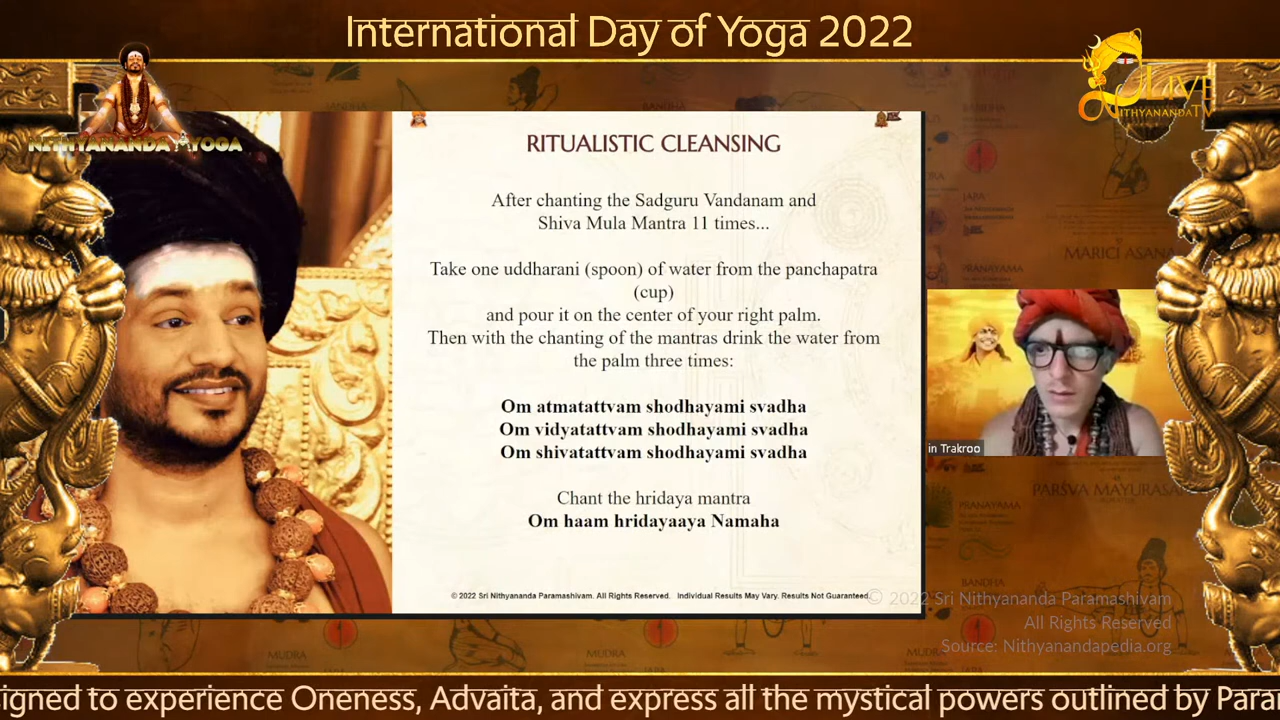 International Day of Yoga 2022
NITHYANANDA YOGA
LIVE
NITHYANANDA TV
RITUALISTIC CLEANSING
After chanting the Sadguru Vandanam and
Shiva Mula Mantra 11 times...
Take one uddharani (spoon) of water from the panchapatra
(cup)
and pour it on the center of your right palm.
Then with the chanting of the mantras drink the water from
the palm three times:
Om atmatattvam shodhayami svadha
Om vidyatattvam shodhayami svadha
Om shivatattvam shodhayami svadha
Chant the hridaya mantra
Om haam hridayaaya Namaha
© 2022 Sri Nithyananda Paramashivam. All Rights Reserved. Individual Results May Vary. Results Not Guaranteed.
JAPA
MARICI ASANA
PRANAYAMA
in Trakroo
PARSVA MAYURASA
PRANAYAMA
BANDHA
© 2022 Sri Nithyananda Paramashivam
All Rights Reserved
Source: Nithyanandapedia.org
MUDRA
MUDRA
igned to experience Oneness, Advaita, and express all the mystical powers outlined by Para